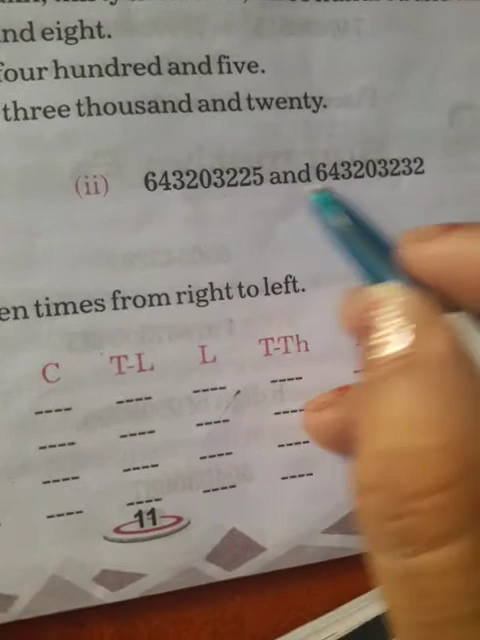 nd eight.
four hundred and five.
three thousand and twenty.
(ii) 643203225 and 643203232
en times from right to left.
C T-L L T-Th
---- ---- ---- ----
---- ---- ---- ----
---- ---- ---- ----
---- ---- ---- ----
11